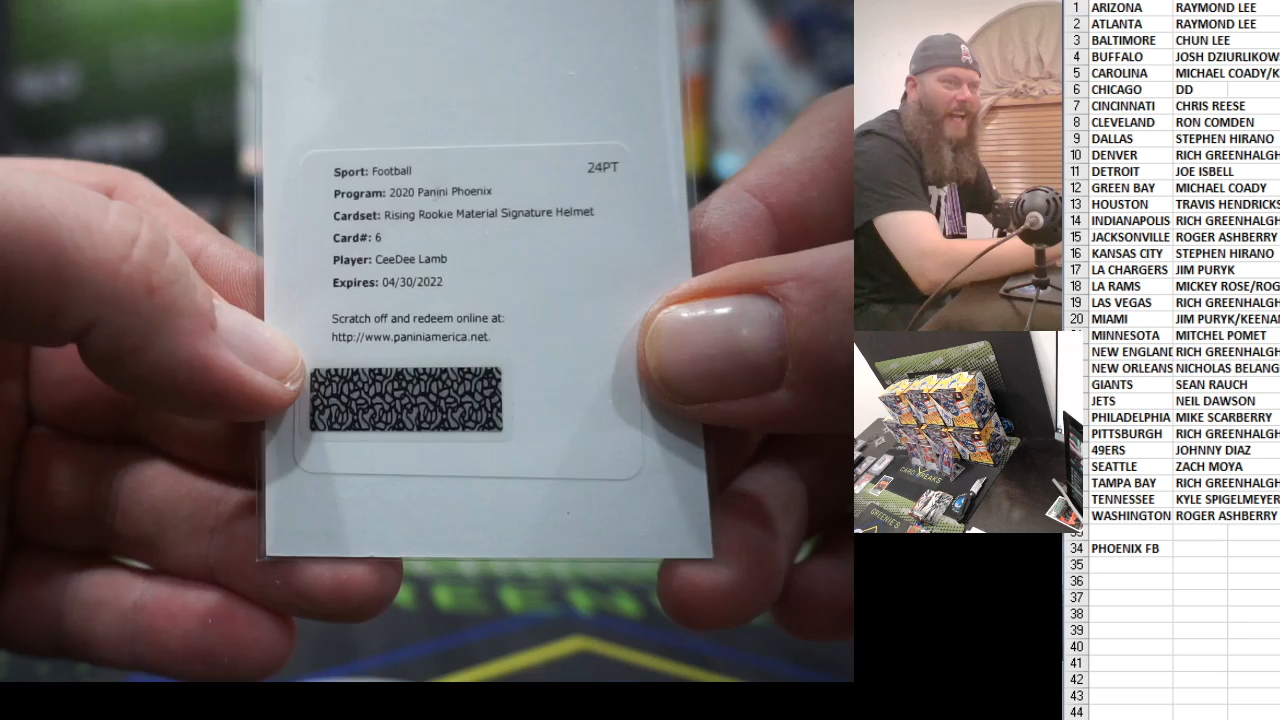 Sport: Football
24PT
Program: 2020 Panini Phoenix
Cardset: Rising Rookie Material Signature Helmet
Card#: 6
Player: CeeDee Lamb
Expires: 04/30/2022
Scratch off and redeem online at:
http://www.paniniamerica.net.
CARD BREAKS
GREENIE'S
1 ARIZONA RAYMOND LEE
2 ATLANTA RAYMOND LEE
3 BALTIMORE CHUN LEE
4 BUFFALO JOSH DZIURLIKOW
5 CAROLINA MICHAEL COADY/K
6 CHICAGO DD
7 CINCINNATI CHRIS REESE
8 CLEVELAND RON COMDEN
9 DALLAS STEPHEN HIRANO
10 DENVER RICH GREENHALGH
11 DETROIT JOE ISBELL
12 GREEN BAY MICHAEL COADY
13 HOUSTON TRAVIS HENDRICKS
14 INDIANAPOLIS RICH GREENHALGH
15 JACKSONVILLE ROGER ASHBERRY
16 KANSAS CITY STEPHEN HIRANO
17 LA CHARGERS JIM PURYK
18 LA RAMS MICKEY ROSE/ROG
19 LAS VEGAS RICH GREENHALGH
20 MIAMI JIM PURYK/KEENAN
MINNESOTA MITCHEL POMET
NEW ENGLAND RICH GREENHALGH
NEW ORLEANS NICHOLAS BELANG
GIANTS SEAN RAUCH
JETS NEIL DAWSON
PHILADELPHIA MIKE SCARBERRY
PITTSBURGH RICH GREENHALGH
49ERS JOHNNY DIAZ
SEATTLE ZACH MOYA
TAMPA BAY RICH GREENHALGH
TENNESSEE KYLE SPIGELMEYER
WASHINGTON ROGER ASHBERRY
34 PHOENIX FB
35
36
37
38
39
40
41
42
43
44